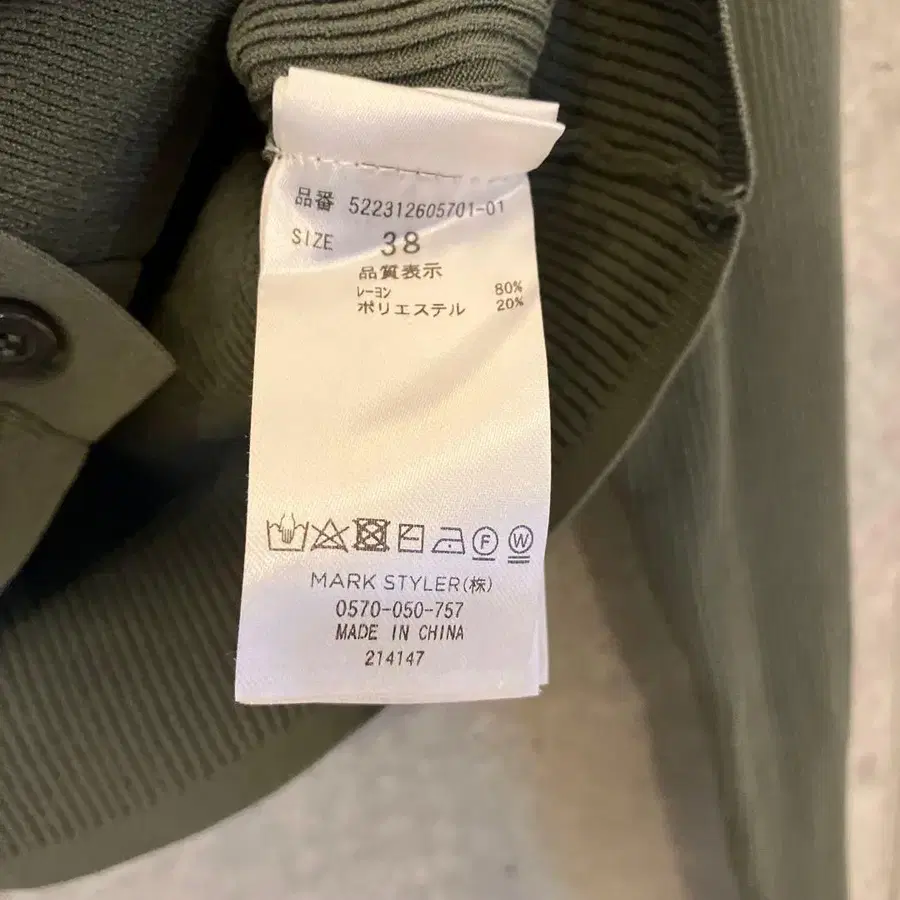 品番 522312605701-01
SIZE 38
品質表示
レーヨン 80%
ポリエステル 20%
F W
MARK STYLER(株)
0570-050-757
MADE IN CHINA
214147